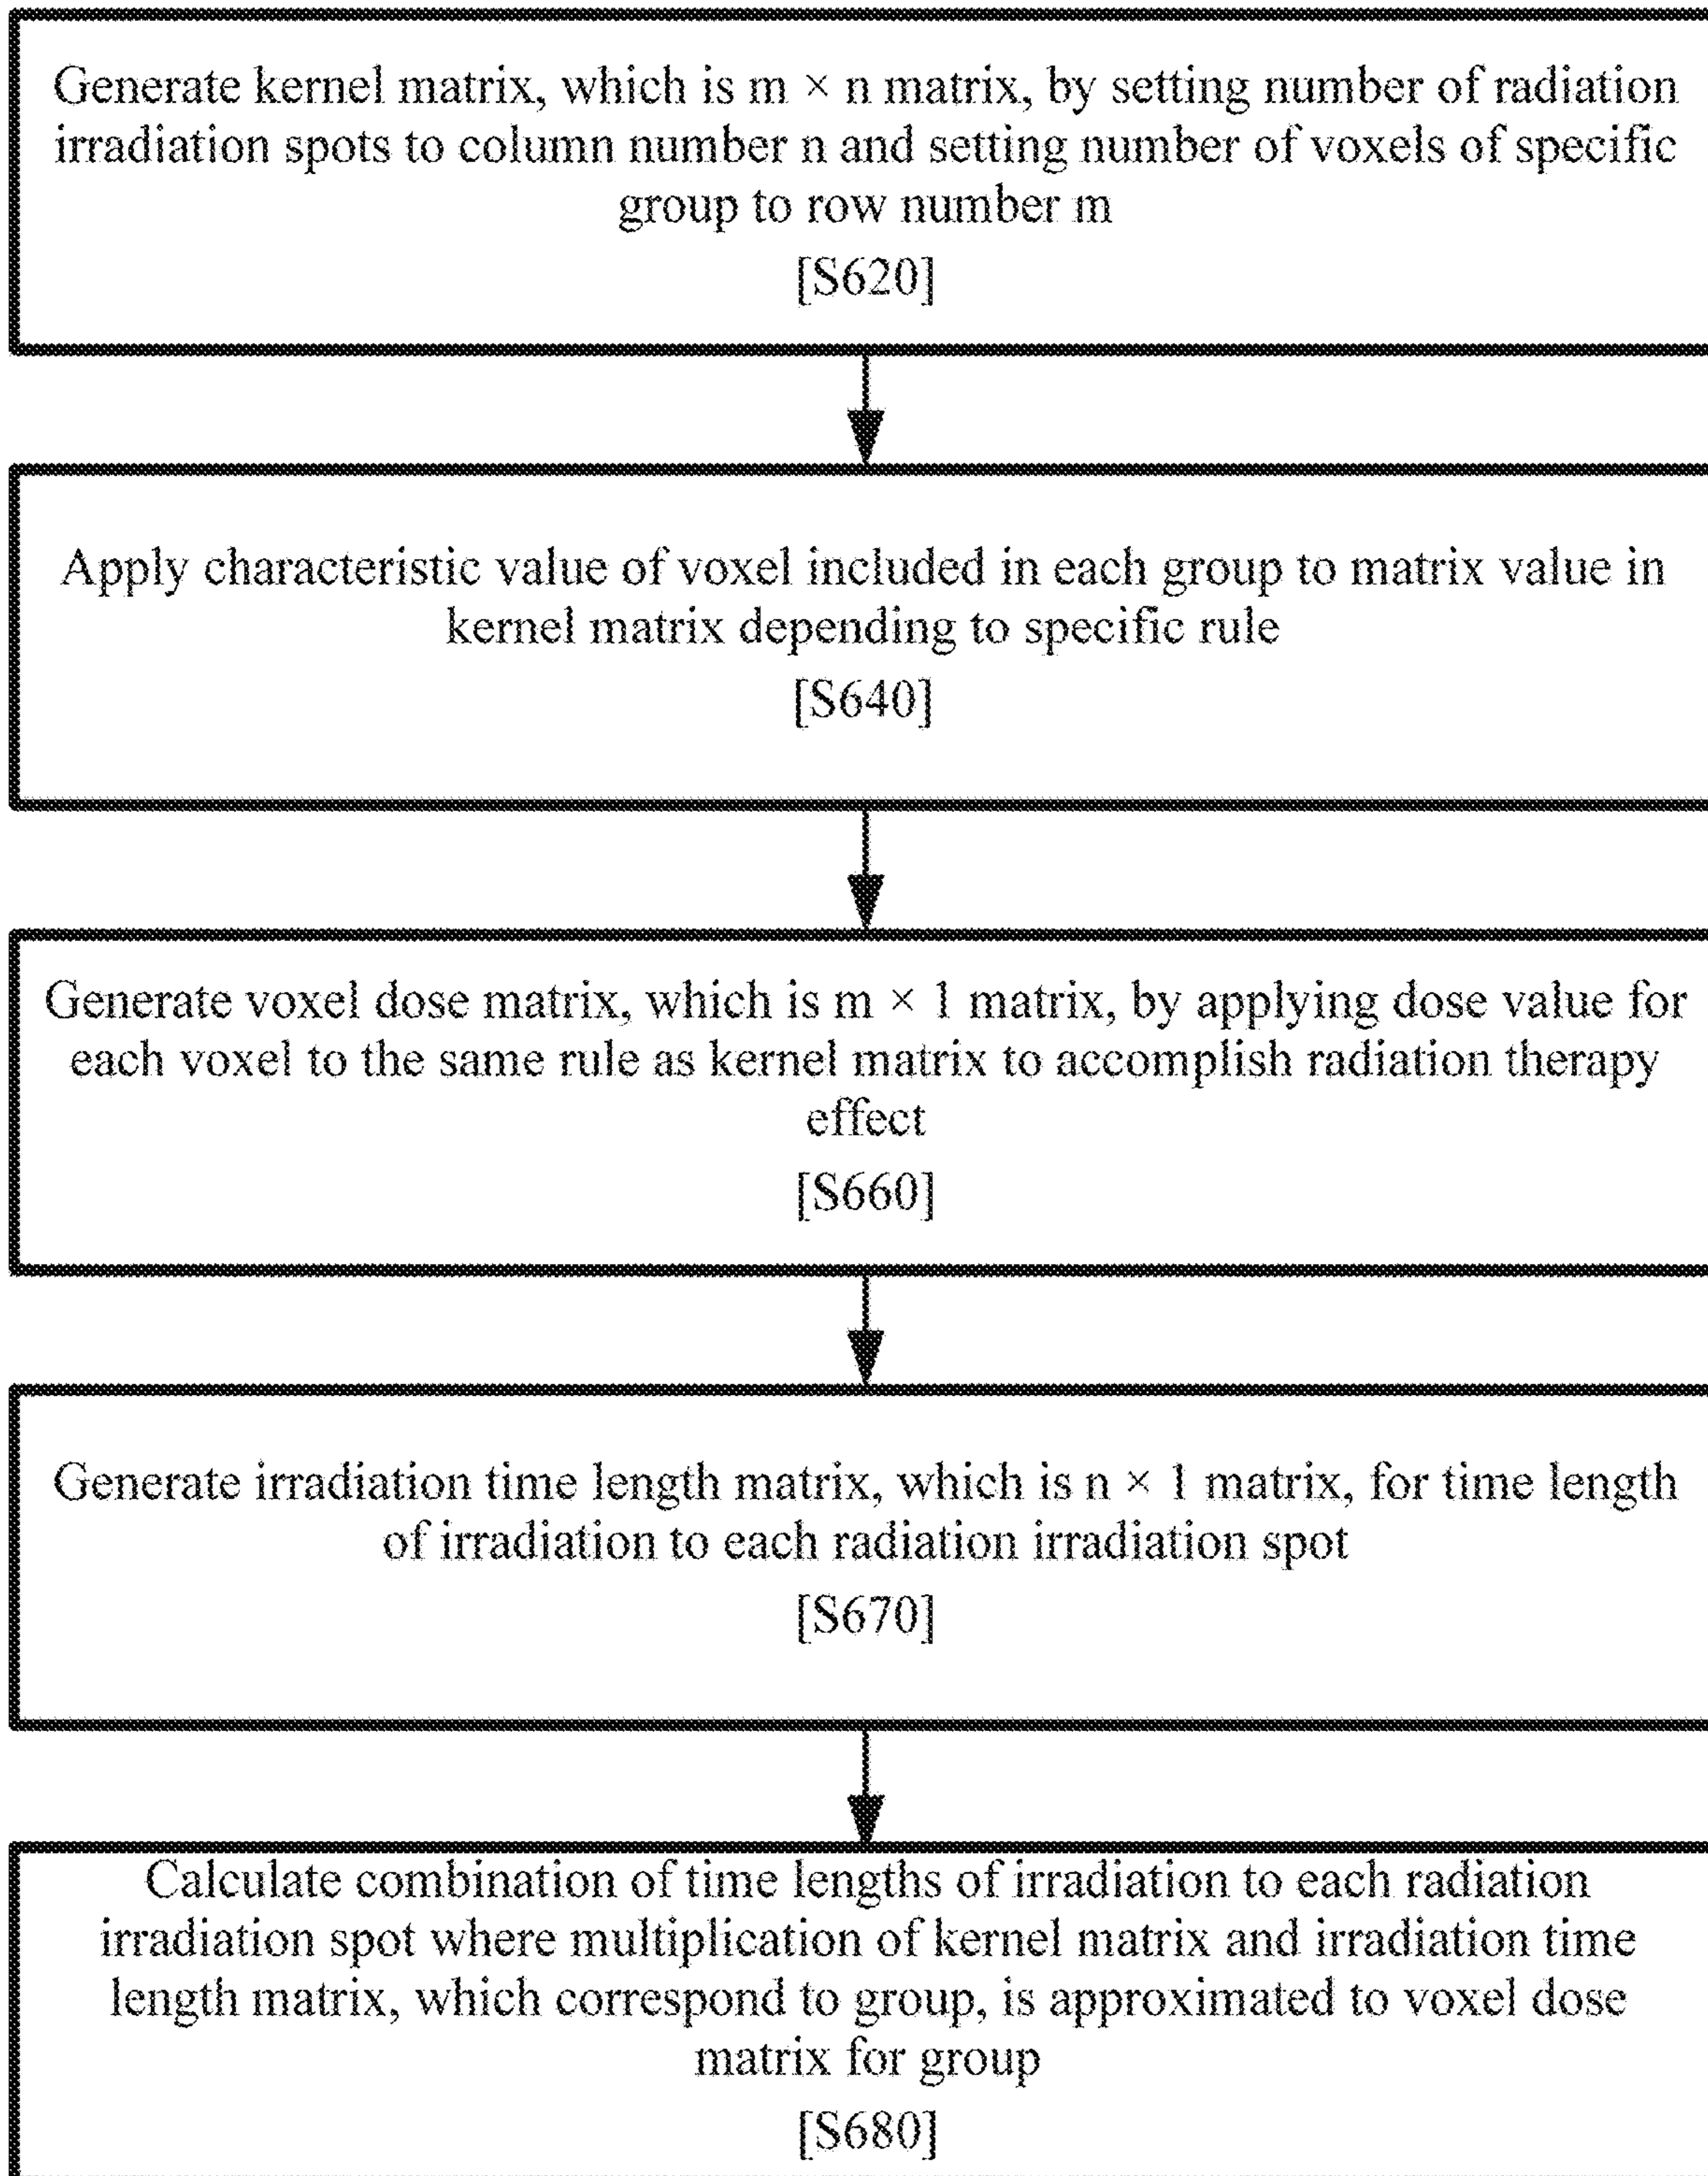 Generate kernel matrix, which is m × n matrix, by setting number of radiation
irradiation spots to column number n and setting number of voxels of specific
group to row number m
[S620]
Apply characteristic value of voxel included in each group to matrix value in
kernel matrix depending to specific rule
[S640]
Generate voxel dose matrix, which is m × 1 matrix, by applying dose value for
each voxel to the same rule as kernel matrix to accomplish radiation therapy
effect
[S660]
Generate irradiation time length matrix, which is n × 1 matrix, for time length
of irradiation to each radiation irradiation spot
[S670]
Calculate combination of time lengths of irradiation to each radiation
irradiation spot where multiplication of kernel matrix and irradiation time
length matrix, which correspond to group, is approximated to voxel dose
matrix for group
[S680]